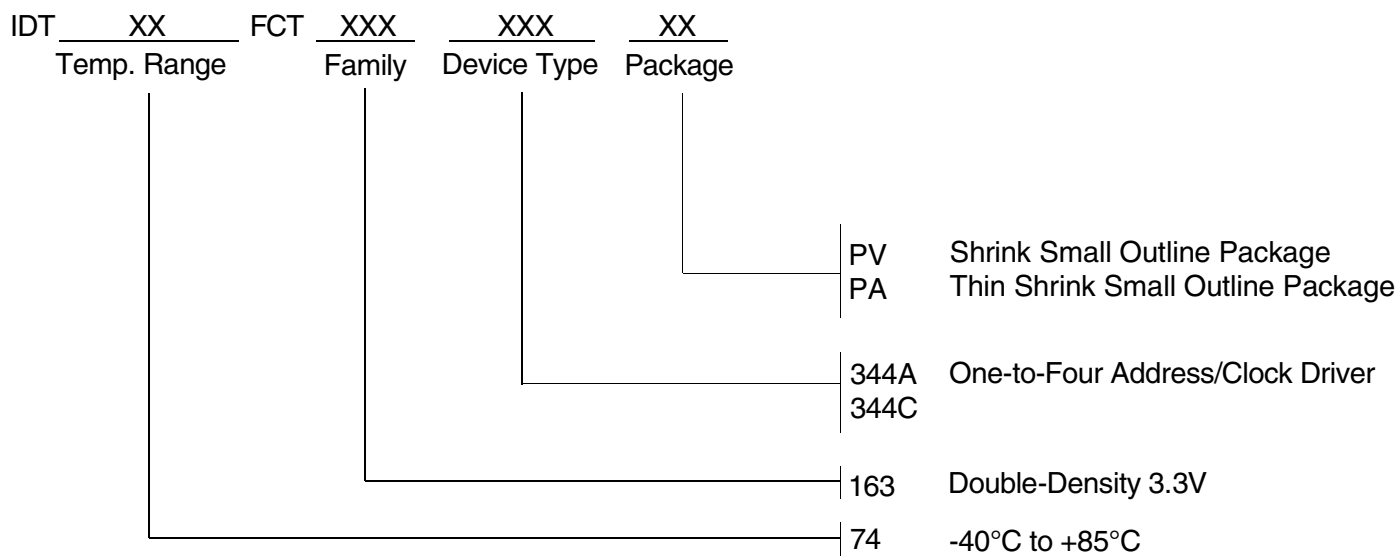 IDT XX FCT XXX XXX XX
Temp. Range Family Device Type Package
PV Shrink Small Outline Package
PA Thin Shrink Small Outline Package
344A One-to-Four Address/Clock Driver
344C
163 Double-Density 3.3V
74 -40°C to +85°C